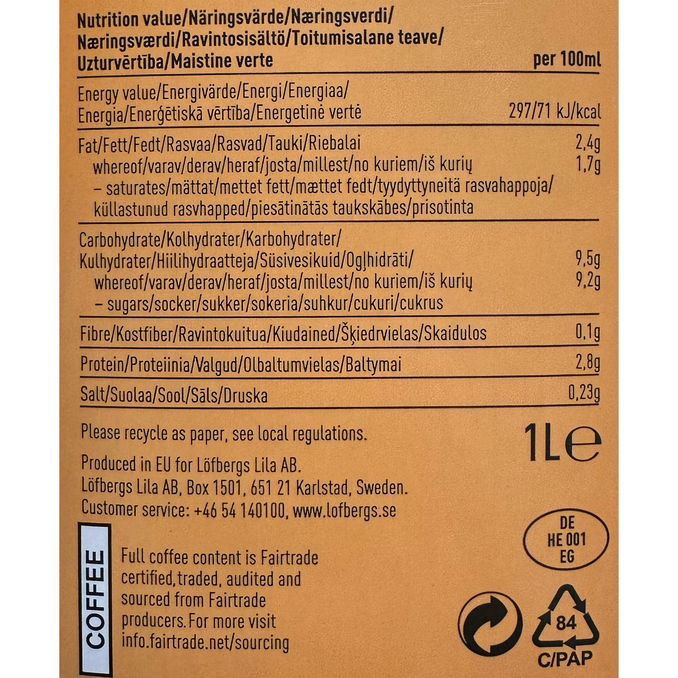 Nutrition value/Näringsvärde/Næringsverdi/
Næringsværdi/Ravintosisältö/Toitumisalane teave/
Uzturvērtība/Maistine verte per 100ml
Energy value/Energivärde/Energi/Energiaa/
Energia/Enerģētiskā vērtība/Energetinė vertė 297/71 kJ/kcal
Fat/Fett/Fedt/Rasvaa/Rasvad/Tauki/Riebalai 2,4g
whereof/varav/derav/heraf/josta/millest/no kuriem/iš kurių 1,7g
– saturates/mättat/mettet fett/mættet fedt/tyydyttyneitä rasvahappoja/
küllastunud rasvhapped/piesātinātās taukskābes/prisotinta
Carbohydrate/Kolhydrater/Karbohydrater/
Kulhydrater/Hiilihydraatteja/Süsivesikuid/Ogļhidrāti/ 9,5g
whereof/varav/derav/heraf/josta/millest/no kuriem/iš kurių 9,2g
– sugars/socker/sukker/sokeria/suhkur/cukuri/cukrus
Fibre/Kostfiber/Ravintokuitua/Kiudained/Šķiedrvielas/Skaidulos 0,1g
Protein/Proteiinia/Valgud/Olbaltumvielas/Baltymai 2,8g
Salt/Suolaa/Sool/Sāls/Druska 0,23g
Please recycle as paper, see local regulations.
1L℮
Produced in EU for Löfbergs Lila AB.
Löfbergs Lila AB, Box 1501, 651 21 Karlstad, Sweden.
Customer service: +46 54 140100, www.lofbergs.se
DE
HE 001
EG
COFFEE
Full coffee content is Fairtrade
certified,traded, audited and
sourced from Fairtrade
producers.For more visit
info.fairtrade.net/sourcing
84
C/PAP